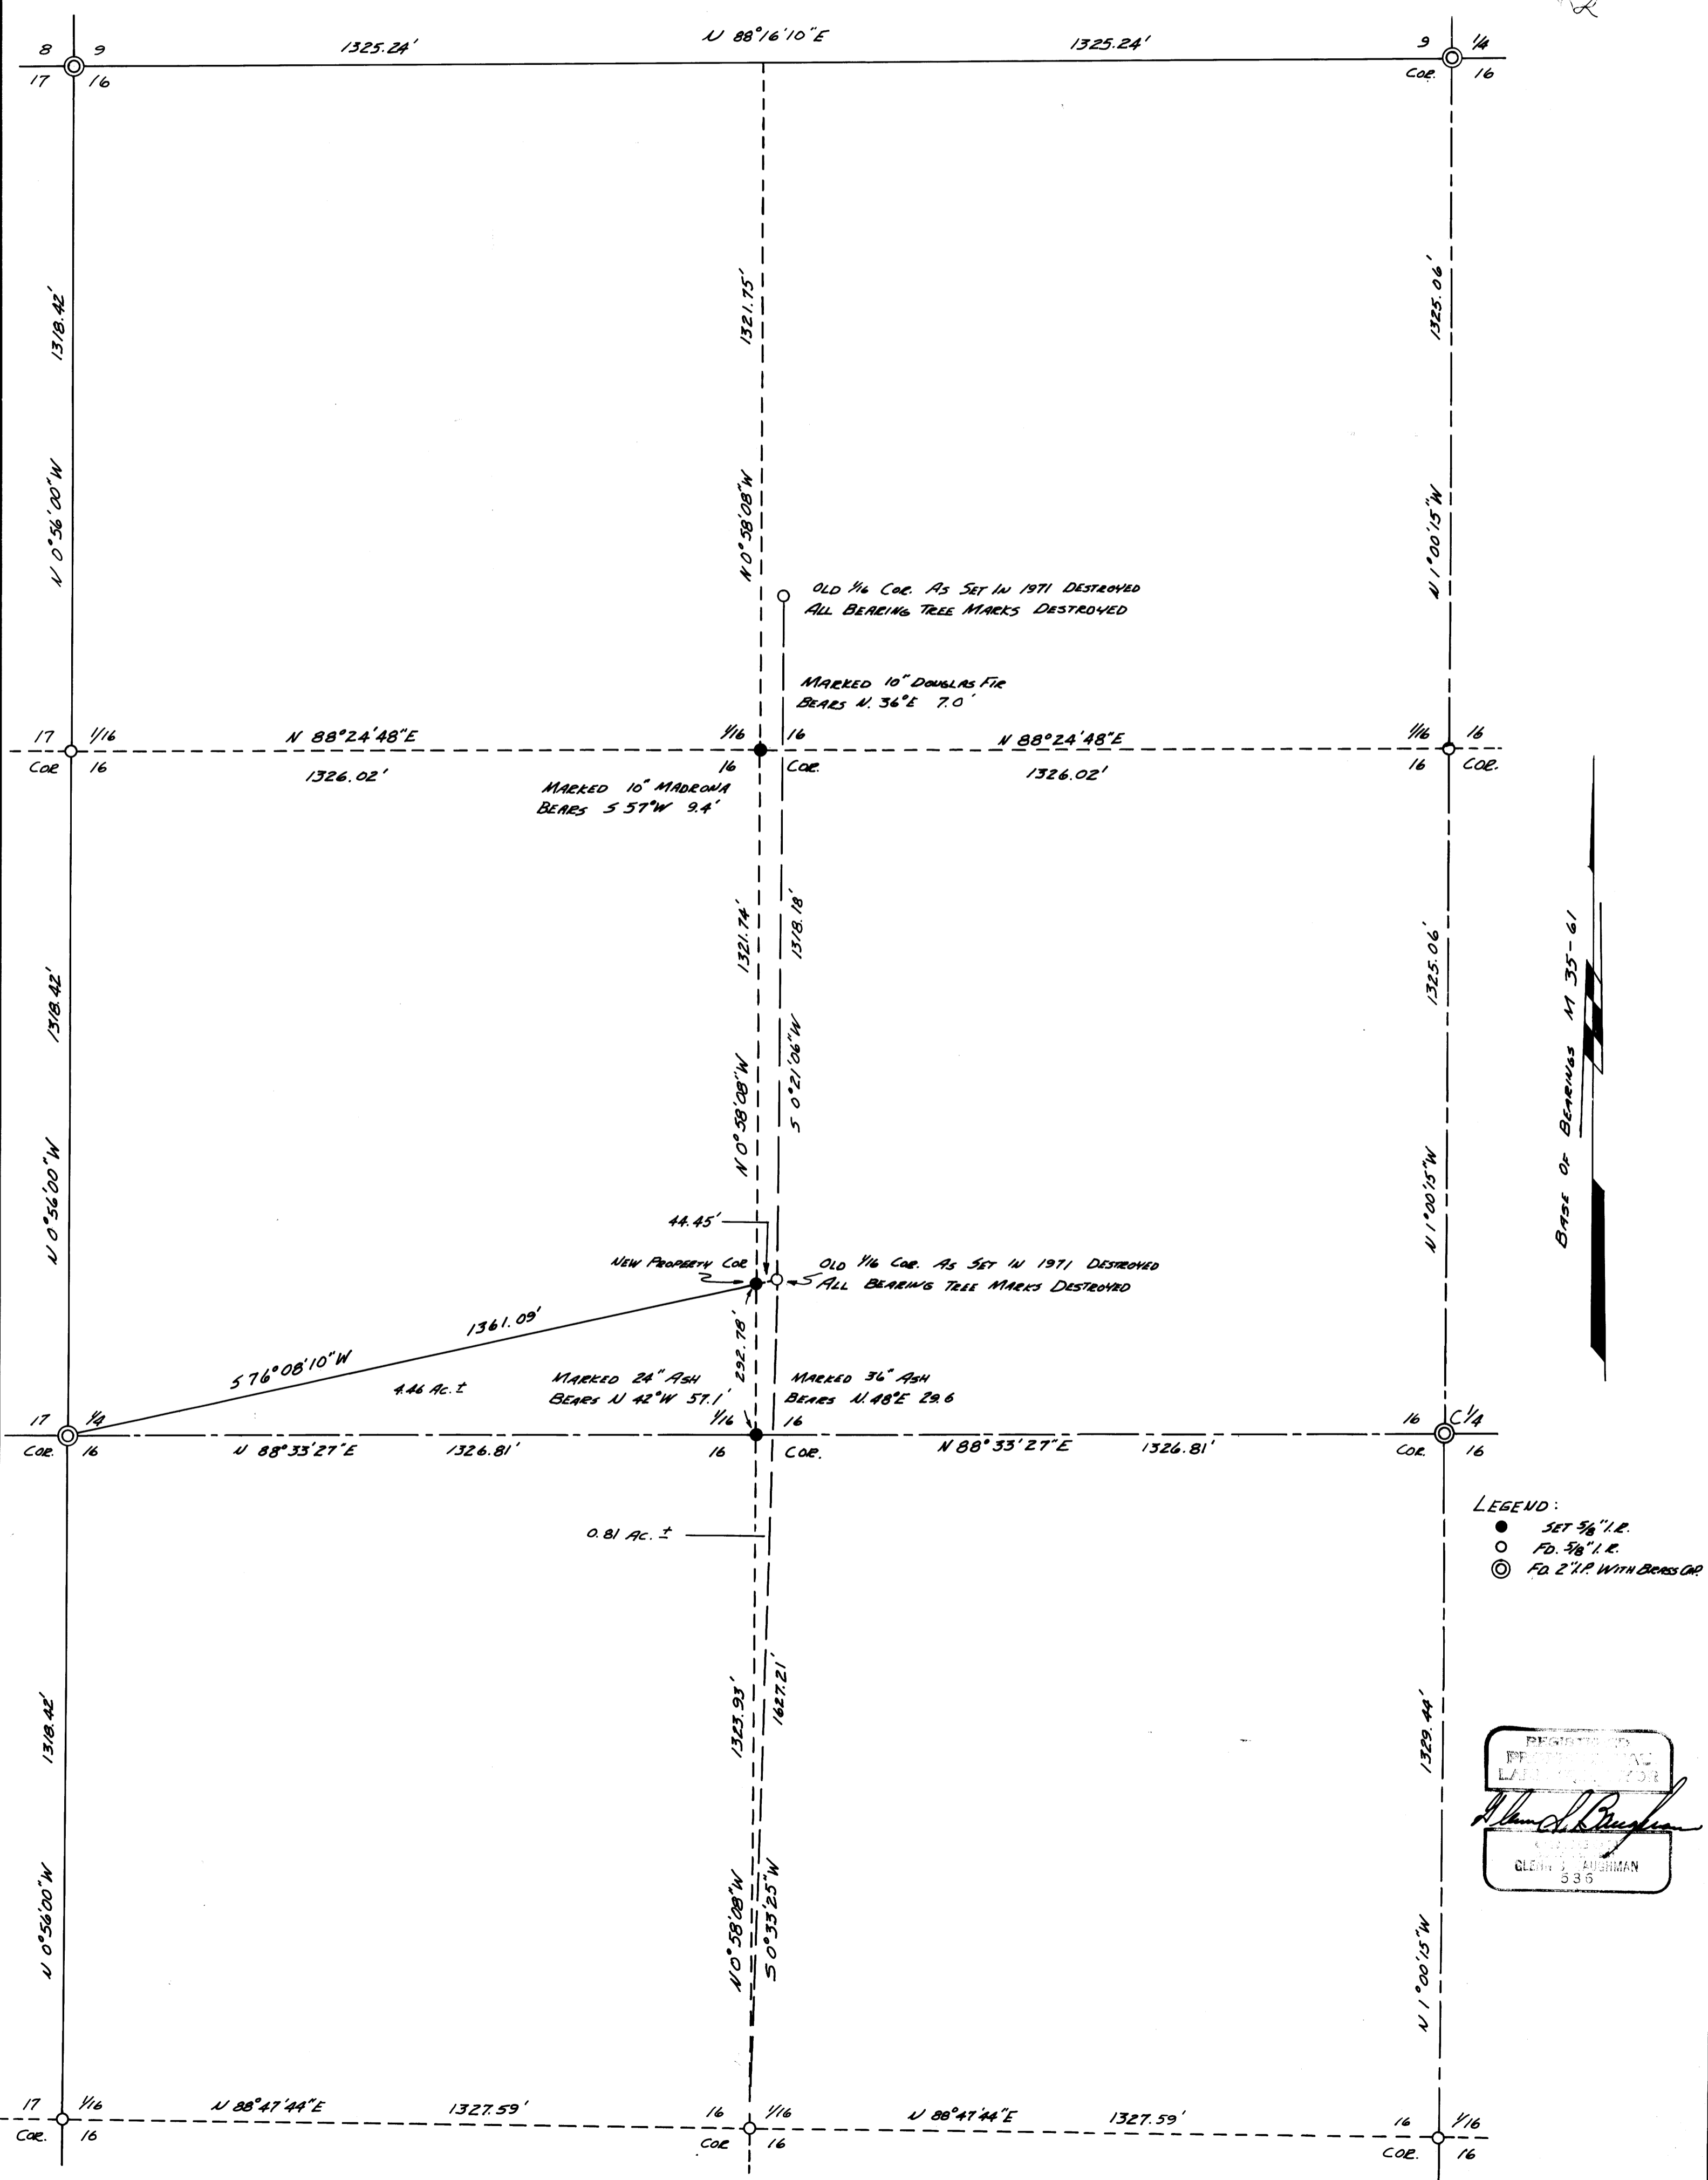 N 88°16'10"E
8 9
1325.24'
1325.24'
9 1/4
17 16
COR. 16
1318.42'
1321.75'
1325.06'
N 0°56'00"W
N 0°58'08"W
N 1°00'15"W
OLD 1/16 COR. AS SET IN 1971 DESTROYED
ALL BEARING TREE MARKS DESTROYED
MARKED 10" DOUGLAS FIR
BEARS N. 36°E 7.0'
17 1/16
N 88°24'48"E
1/16 16
N 88°24'48"E
1/16 16
COR 16
1326.02'
16 COR.
1326.02'
16 COR.
MARKED 10" MADRONA
BEARS S 57°W 9.4'
1318.42'
1321.74'
1318.18'
1325.06'
BASE OF BEARINGS M 35-61
N 0°56'00"W
N 0°58'08"W
S 0°21'06"W
N 1°00'15"W
44.45'
NEW PROPERTY COR
OLD 1/16 COR. AS SET IN 1971 DESTROYED
ALL BEARING TREE MARKS DESTROYED
1361.09'
292.78'
S 76°08'10"W
4.46 AC. ±
MARKED 24" ASH
BEARS N 42°W 57.1'
MARKED 36" ASH
BEARS N. 48°E 29.6
17 1/4
1/16 16
16 C 1/4
COR. 16
N 88°33'27"E 1326.81'
16 COR.
N 88°33'27"E 1326.81'
COR. 16
0.81 AC. ±
LEGEND:
SET 5/8" I.R.
FD. 5/8" I.R.
FD. 2" I.P. WITH BRASS CAP.
1318.42'
1323.93'
1627.21'
1329.44'
N 0°56'00"W
N 0°58'08"W
S 0°33'25"W
N 1°00'15"W
GLENN AUGHMAN
536
17 1/16
N 88°47'44"E 1327.59'
16 1/16
N 88°47'44"E 1327.59'
16 1/16
COR. 16
COR 16
COR. 16